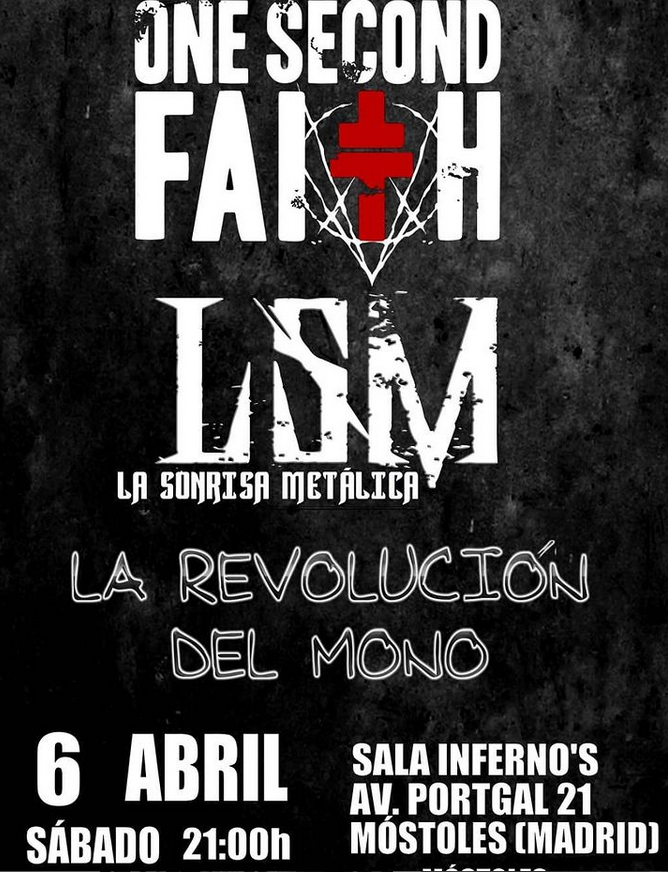 ONE SECOND
FAITH
LSM
LA SONRISA METÁLICA
LA REVOLUCIÓN
DEL MONO
6 ABRIL
SÁBADO 21:00h
SALA INFERNO'S
AV. PORTGAL 21
MÓSTOLES (MADRID)
MÓSTOLES